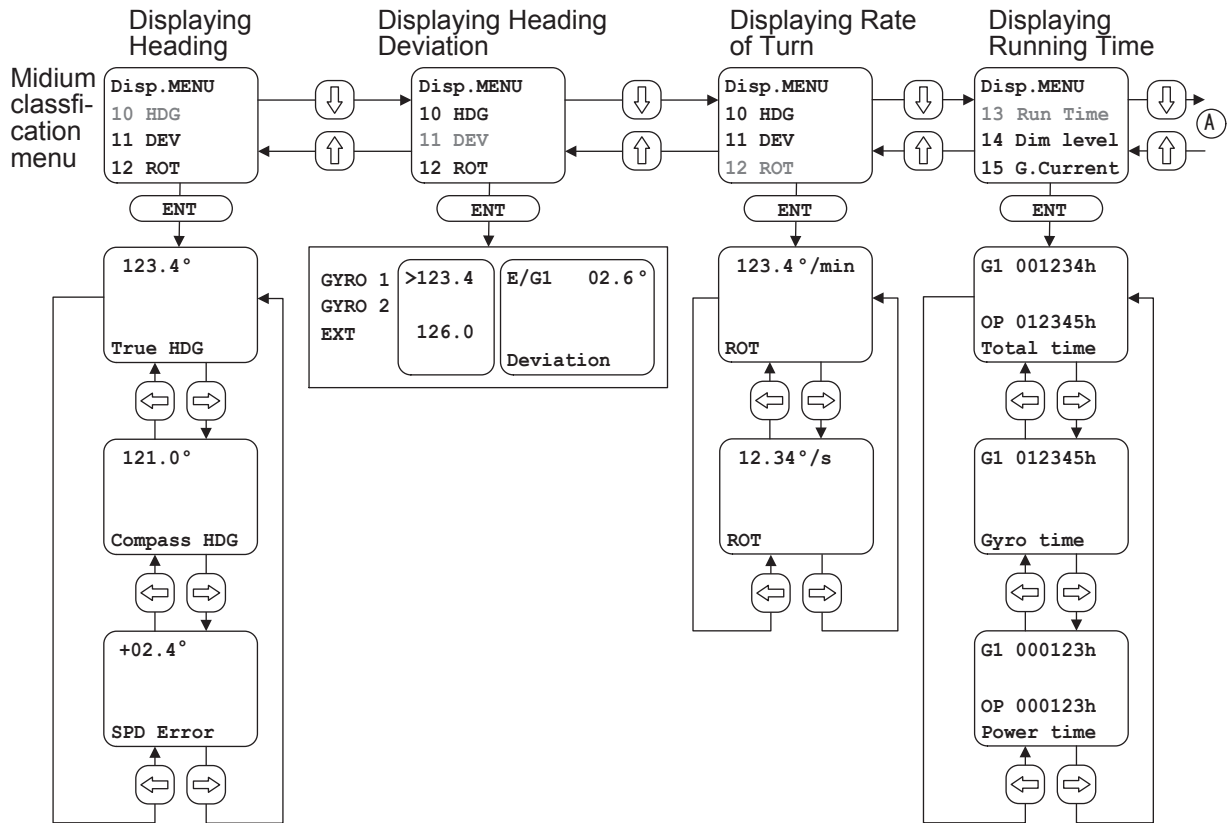 Displaying
Heading
Displaying Heading
Deviation
Displaying Rate
of Turn
Displaying
Running Time
Midium
classfi-
cation
menu
Disp.MENU
10 HDG
11 DEV
12 ROT
Disp.MENU
10 HDG
11 DEV
12 ROT
Disp.MENU
10 HDG
11 DEV
12 ROT
Disp.MENU
13 Run Time
14 Dim level
15 G.Current
A
ENT
ENT
ENT
ENT
123.4°
True HDG
121.0°
Compass HDG
+02.4°
SPD Error
GYRO 1 >123.4
GYRO 2
EXT 126.0
E/G1 02.6°
Deviation
123.4°/min
ROT
12.34°/s
ROT
G1 001234h
OP 012345h
Total time
G1 012345h
Gyro time
G1 000123h
OP 000123h
Power time